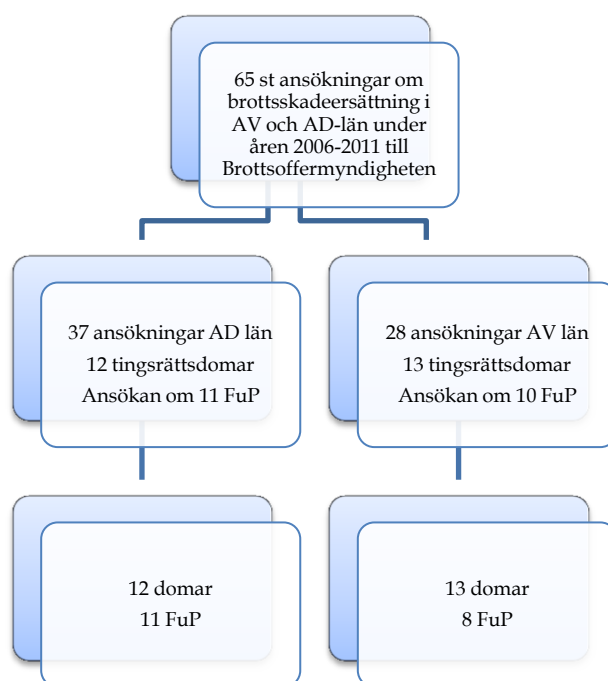 65 st ansökningar om
brottsskadeersättning i
AV och AD-län under
åren 2006-2011 till
Brottsoffermyndigheten
37 ansökningar AD län
12 tingsrättsdomar
Ansökan om 11 FuP
28 ansökningar AV län
13 tingsrättsdomar
Ansökan om 10 FuP
12 domar
11 FuP
13 domar
8 FuP